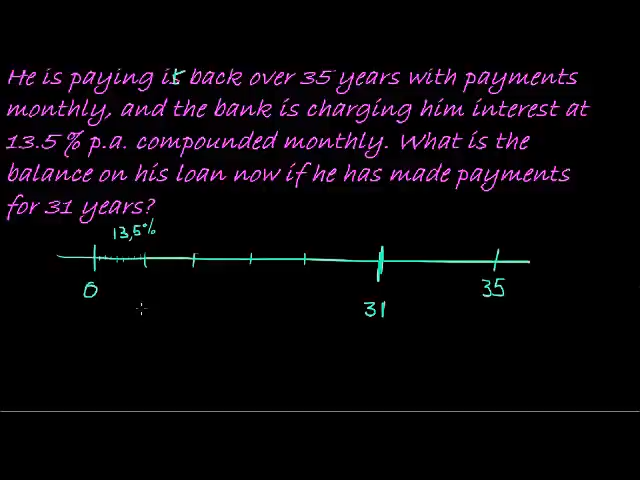 He is paying it back over 35 years with payments
monthly, and the bank is charging him interest at
13.5% p.a. compounded monthly. What is the
balance on his loan now if he has made payments
for 31 years?
13,5%
0
31
35